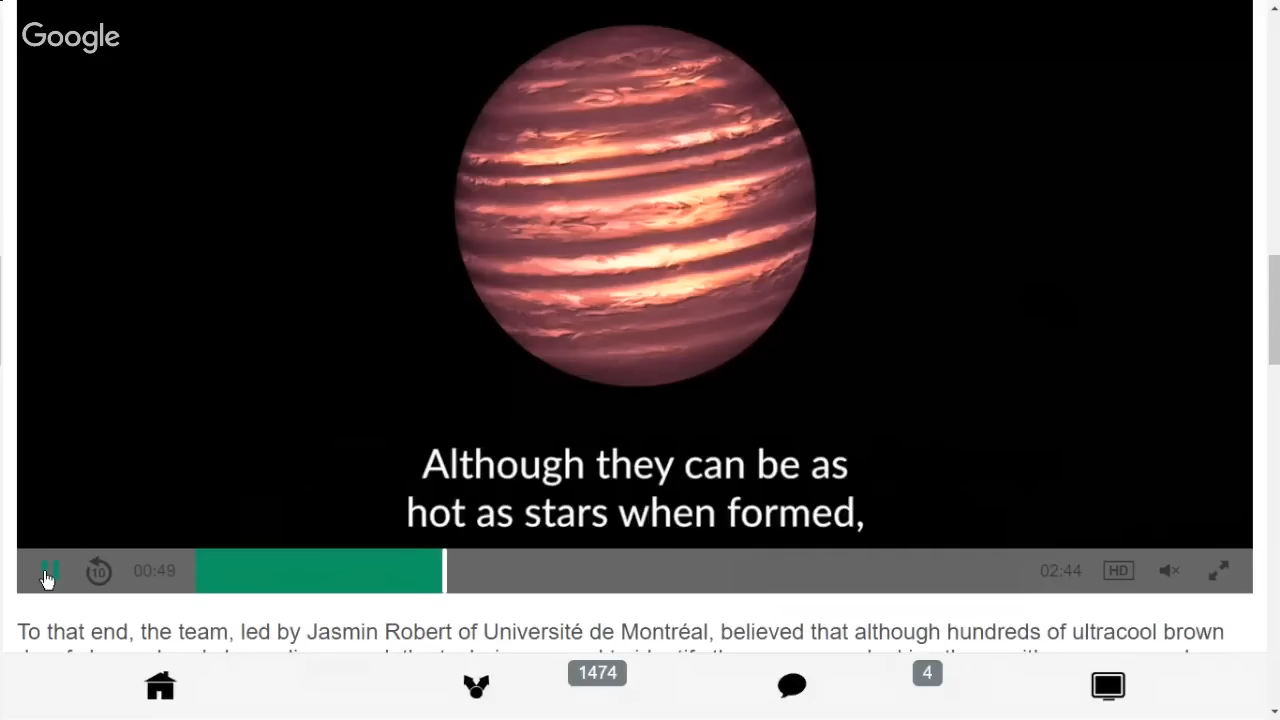 Google
Although they can be as
hot as stars when formed,
10
00:49
02:44
HD
To that end, the team, led by Jasmin Robert of Université de Montréal, believed that although hundreds of ultracool brown
1474
4